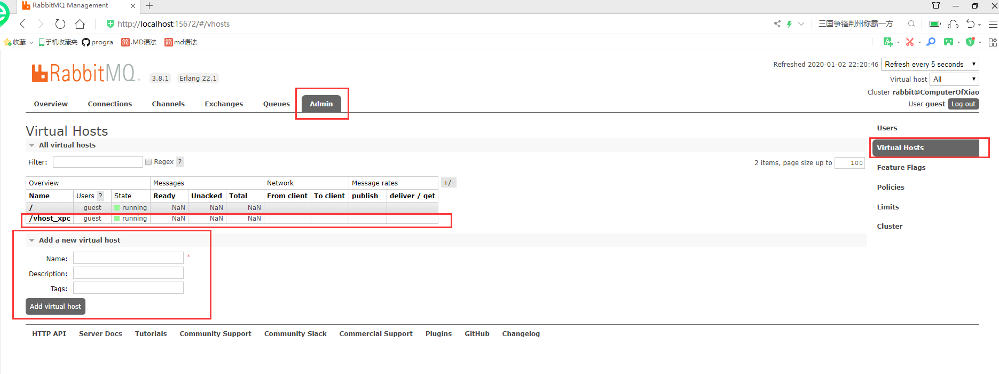 RabbitMQ Management
http://localhost:15672/#/vhosts
三国争锋荆州称霸一方
收藏 手机收藏夹 progra 简 .MD语法 简 md语法
RabbitMQ TM 3.8.1 Erlang 22.1
Refreshed 2020-01-02 22:20:46 Refresh every 5 seconds
Virtual host All
Cluster rabbit@ComputerOfXiao
User guest Log out
Overview Connections Channels Exchanges Queues Admin
Virtual Hosts
All virtual hosts
Filter: Regex ?
2 items, page size up to 100
Overview Messages Network Message rates +/-
Name Users ? State Ready Unacked Total From client To client publish deliver / get
/ guest running NaN NaN NaN
/vhost_xpc guest running NaN NaN NaN
Add a new virtual host
Name: *
Description:
Tags:
Add virtual host
Users
Virtual Hosts
Feature Flags
Policies
Limits
Cluster
HTTP API Server Docs Tutorials Community Support Community Slack Commercial Support Plugins GitHub Changelog